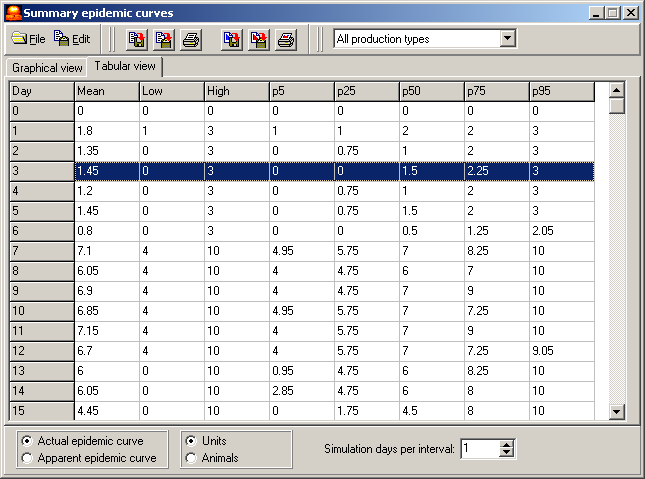 Summary epidemic curves
File Edit All production types
Graphical view Tabular view
Day Mean Low High p5 p25 p50 p75 p95
0 0 0 0 0 0 0 0 0
1 1.8 1 3 1 1 2 2 3
2 1.35 0 3 0 0.75 1 2 3
3 1.45 0 3 0 0 1.5 2.25 3
4 1.2 0 3 0 0.75 1 2 3
5 1.45 0 3 0 0.75 1.5 2 3
6 0.8 0 3 0 0 0.5 1.25 2.05
7 7.1 4 10 4.95 5.75 7 8.25 10
8 6.05 4 10 4 4.75 6 7 10
9 6.9 4 10 4 4.75 7 9 10
10 6.85 4 10 4.95 5.75 7 7.25 10
11 7.15 4 10 4 5.75 7 9 10
12 6.7 4 10 4 5.75 7 7.25 9.05
13 6 0 10 0.95 4.75 6 8.25 10
14 6.05 0 10 2.85 4.75 6 8 10
15 4.45 0 10 0 1.75 4.5 8 10
Actual epidemic curve Units Simulation days per interval: 1
Apparent epidemic curve Animals